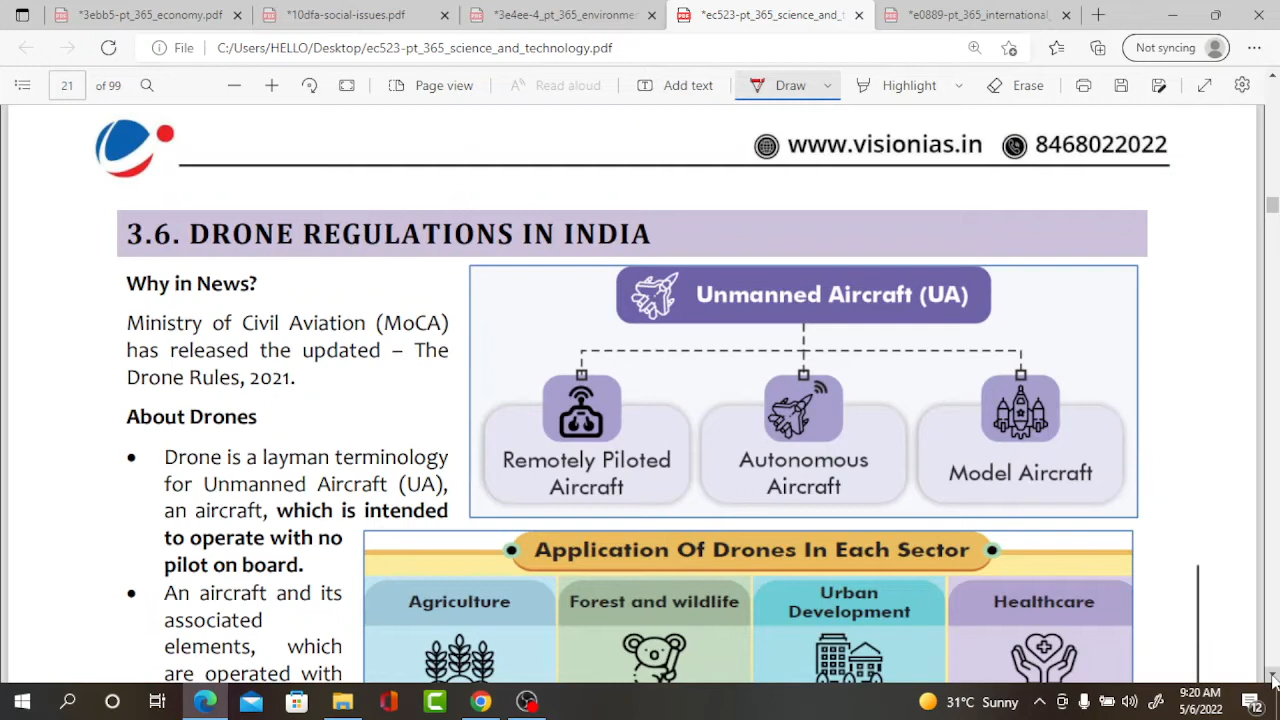 *3ebb5-pt_365_economy.pdf
*10dfa-social-issues.pdf
*3e4ee-4_pt_365_environme
*ec523-pt_365_science_and_t
*e0889-pt_365_international_
File
C:/Users/HELLO/Desktop/ec523-pt_365_science_and_technology.pdf
Not syncing
21 of 99
Page view
Read aloud
Add text
Draw
Highlight
Erase
www.visionias.in 8468022022
3.6. DRONE REGULATIONS IN INDIA
Why in News?
Ministry of Civil Aviation (MoCA)
has released the updated – The
Drone Rules, 2021.
About Drones
• Drone is a layman terminology
for Unmanned Aircraft (UA),
an aircraft, which is intended
to operate with no
pilot on board.
• An aircraft and its
associated
elements, which
are operated with
Unmanned Aircraft (UA)
Remotely Piloted
Aircraft
Autonomous
Aircraft
Model Aircraft
Application Of Drones In Each Sector
Agriculture
Forest and wildlife
Urban
Development
Healthcare
31°C Sunny
9:20 AM
5/6/2022
12